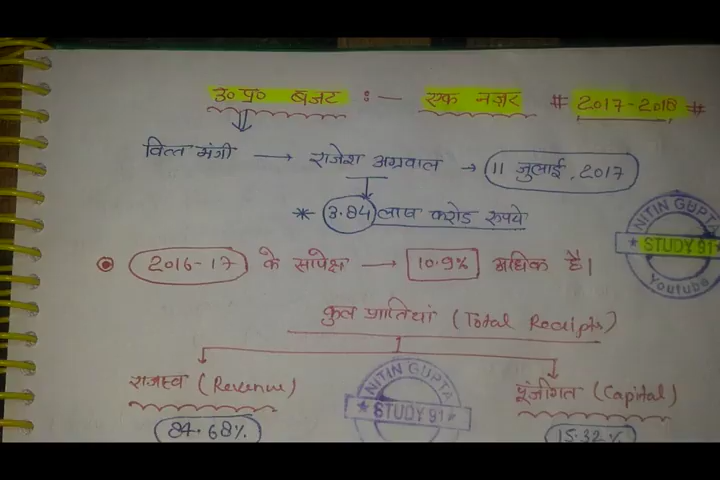 उ० प्र० बजट :— एक नज़र # 2017-2018 #
वित्त मंत्री → राजेश अग्रवाल → 11 जुलाई, 2017
* 3.84 लाख करोड़ रुपये
2016-17 के सापेक्ष → 10.9% अधिक है।
कुल प्राप्तियां (Total Receipts)
राजस्व (Revenue) पूंजीगत (Capital)
84.68% 15.32%
NITIN GUPTA
* STUDY 91 *
Youtube
NITIN GUPTA
* STUDY 91 *